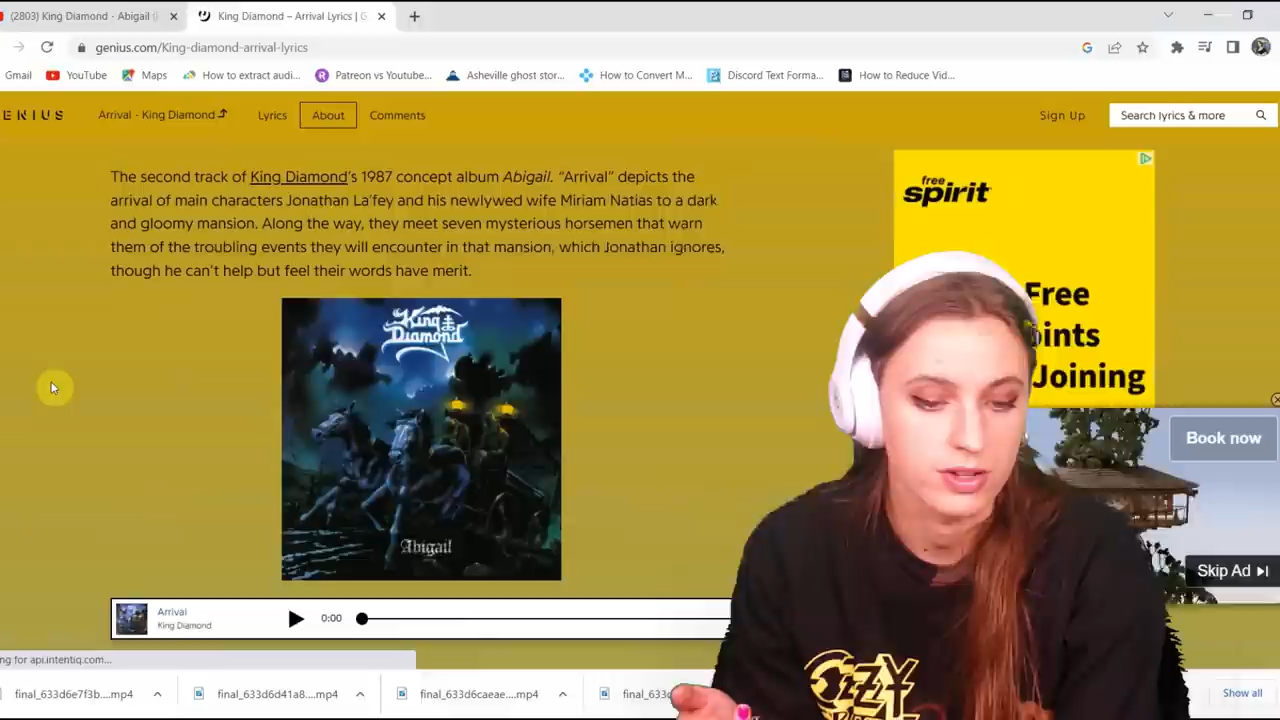 (2803) King Diamond - Abigail
King Diamond – Arrival Lyrics | G
genius.com/King-diamond-arrival-lyrics
Gmail
YouTube
Maps
How to extract audi...
Patreon vs Youtube...
Asheville ghost stor...
How to Convert M...
Discord Text Forma...
How to Reduce Vid...
ENIUS
Arrival - King Diamond
Lyrics
About
Comments
Sign Up
Search lyrics & more
The second track of King Diamond's 1987 concept album Abigail. “Arrival” depicts the
arrival of main characters Jonathan La'fey and his newlywed wife Miriam Natias to a dark
and gloomy mansion. Along the way, they meet seven mysterious horsemen that warn
them of the troubling events they will encounter in that mansion, which Jonathan ignores,
though he can't help but feel their words have merit.
free
spirit
Free
Joining
King
Diamond
Abigail
Book now
Skip Ad
Arrival
King Diamond
0:00
ng for api.intentiq.com...
final_633d6e7f3b....mp4
final_633d6d41a8....mp4
final_633d6caeae....mp4
final_633
Show all
OZZY